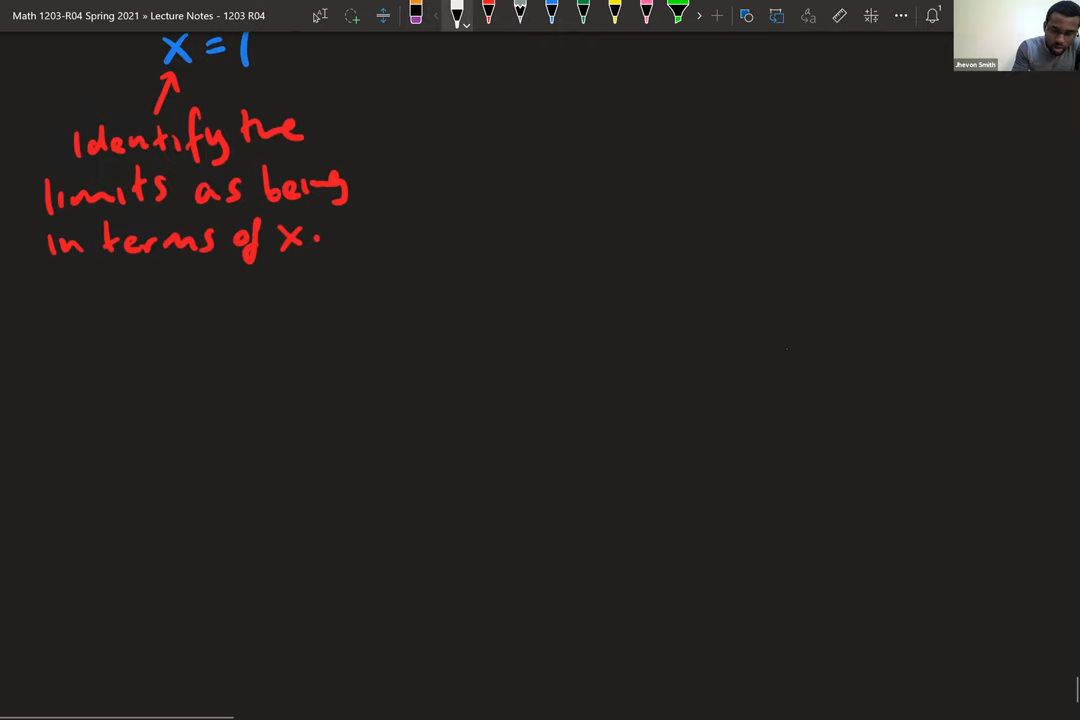 Math 1203-R04 Spring 2021 » Lecture Notes - 1203 R04
Jhevon Smith
x = 1
Identify the
limits as being
in terms of x.